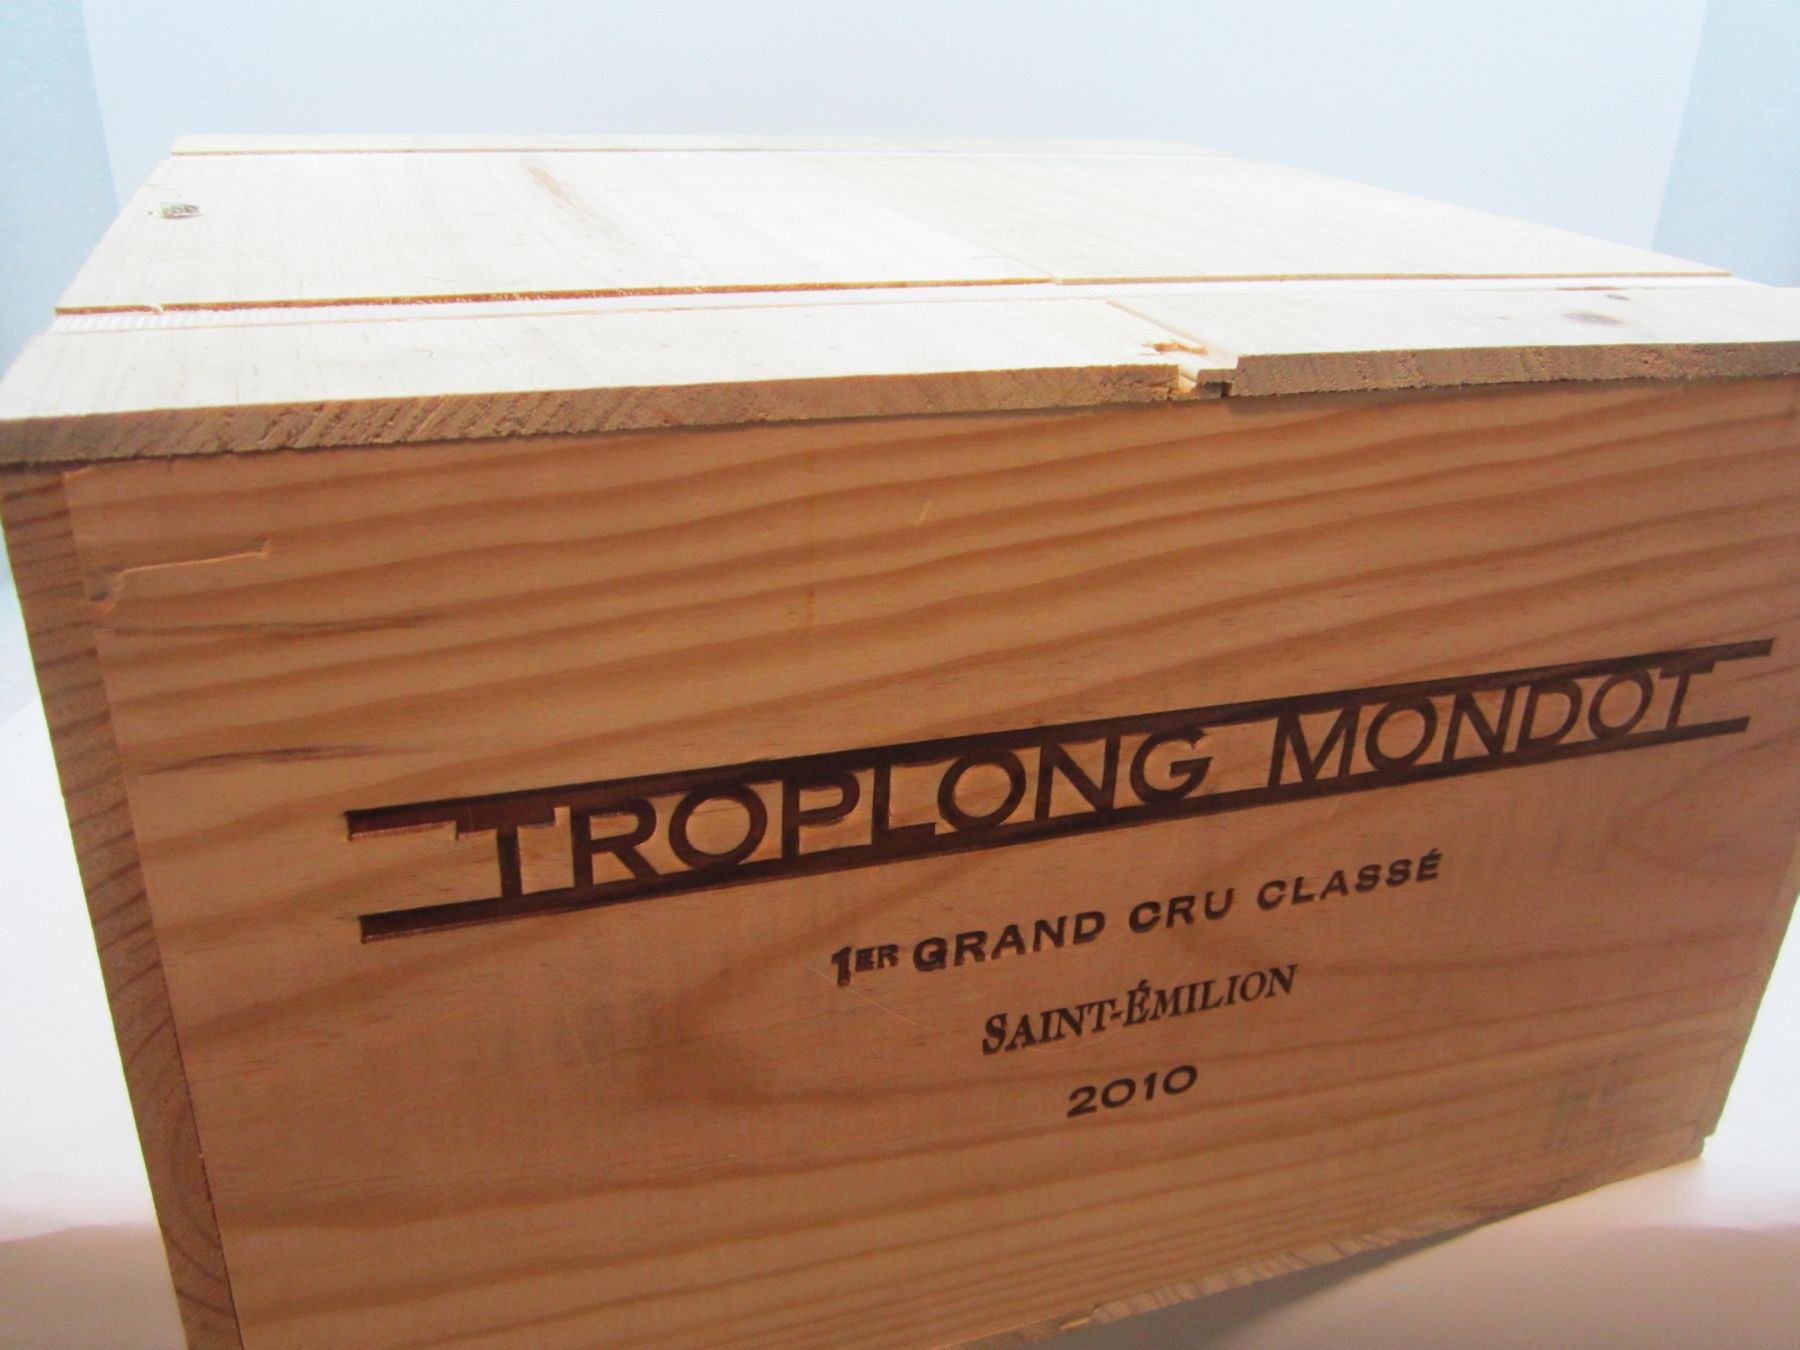 TROPLONG MONDOT
1ER GRAND CRU CLASSÉ
SAINT-ÉMILION
2010